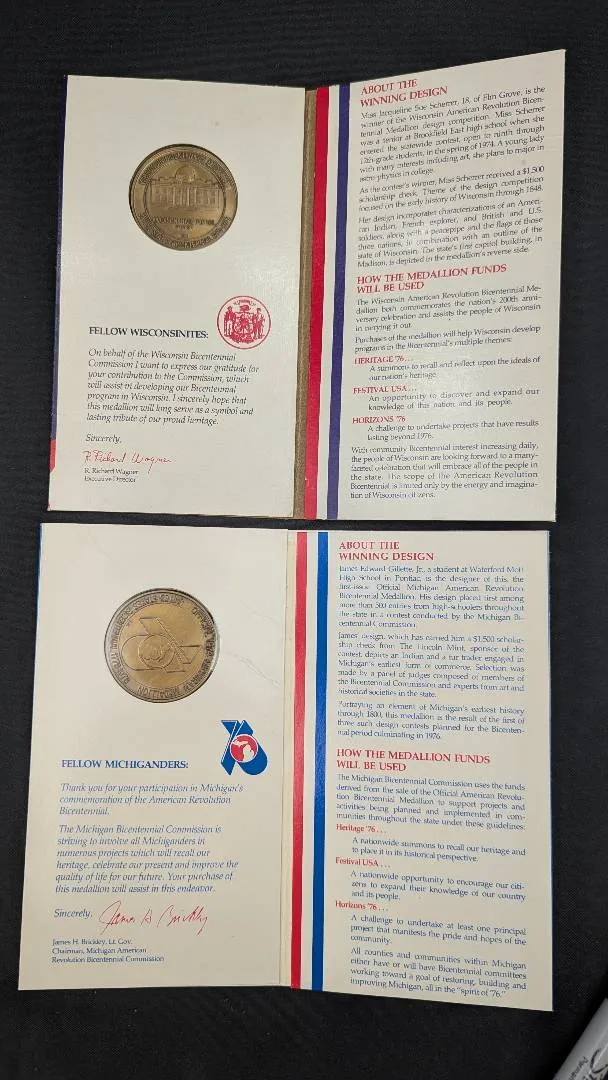 FELLOW WISCONSINITES:
On behalf of the Wisconsin Bicentennial
Commission I want to express our gratitude for
your contribution to the Commission, which
will assist in developing our Bicentennial
program in Wisconsin. I sincerely hope that
this medallion will long serve as a symbol and
lasting tribute of our proud heritage.
Sincerely,
R. Richard Wagner
R. Richard Wagner
Executive Director
ABOUT THE
WINNING DESIGN
Miss Jacqueline Sue Scherer, 18, of Elm Grove, is the
winner of the Wisconsin American Revolution Bicen-
tennial Medallion design competition. Miss Scherrer
was a senior at Brookfield East high school when she
entered the statewide contest, open to ninth through
12th-grade students, in the spring of 1974. A young lady
with many interests including art, she plans to major in
astro physics in college.
As the contest's winner, Miss Scherrer received a $1,500
scholarship check. Theme of the design competition
focused on the early history of Wisconsin through 1848.
Her design incorporates characterizations of an Ameri-
can Indian, French explorer, and British and U.S.
soldiers, along with a peacepipe and the flags of those
three nations, in combination with an outline of the
state of Wisconsin. The state's first capitol building, in
Madison, is depicted in the medallion's reverse side.
HOW THE MEDALLION FUNDS
WILL BE USED
The Wisconsin American Revolution Bicentennial Me-
dallion both commemorates the nation's 200th anni-
versary celebration and assists the people of Wisconsin
in carrying it out.
Purchases of the medallion will help Wisconsin develop
programs in the Bicentennial's multiple themes:
HERITAGE '76...
A summons to recall and reflect upon the ideals of
our nation's heritage.
FESTIVAL USA...
An opportunity to discover and expand our
knowledge of this nation and its people.
HORIZONS '76
A challenge to undertake projects that have results
lasting beyond 1976.
With community Bicentennial interest increasing daily,
the people of Wisconsin are looking forward to a many-
faceted celebration that will embrace all of the people in
the state. The scope of the American Revolution
Bicentennial is limited only by the energy and imagina-
tion of Wisconsin citizens.
76
FELLOW MICHIGANDERS:
Thank you for your participation in Michigan's
commemoration of the American Revolution
Bicentennial.
The Michigan Bicentennial Commission is
striving to involve all Michiganders in
numerous projects which will recall our
heritage, celebrate our present and improve the
quality of life for our future. Your purchase of
this medallion will assist in this endeavor.
Sincerely, James H Brickley
James H. Brickley, Lt. Gov.
Chairman, Michigan American
Revolution Bicentennial Commission
ABOUT THE
WINNING DESIGN
James Edward Gillette, Jr., a student at Waterford Mott
High School in Pontiac, is the designer of this, the
first-issue Official Michigan American Revolution
Bicentennial Medallion. His design placed first among
more than 500 entries from high-schoolers throughout
the state in a contest conducted by the Michigan Bi-
centennial Commission.
James' design, which has earned him a $1,500 scholar-
ship check from The Lincoln Mint, sponsor of the
contest, depicts an Indian and a fur trader engaged in
Michigan's earliest form of commerce. Selection was
made by a panel of judges composed of members of
the Bicentennial Commission and experts from art and
historical societies in the state.
Portraying an element of Michigan's earliest history
through 1800, this medallion is the result of the first of
three such design contests planned for the Bicenten-
nial period culminating in 1976.
HOW THE MEDALLION FUNDS
WILL BE USED
The Michigan Bicentennial Commission uses the funds
derived from the sale of the Official American Revolu-
tion Bicentennial Medallion to support projects and
activities being planned and implemented in com-
munities throughout the state under these guidelines:
Heritage '76...
A nationwide summons to recall our heritage and
to place it in its historical perspective.
Festival USA...
A nationwide opportunity to encourage our citi-
zens to expand their knowledge of our country
and its people.
Horizons '76...
A challenge to undertake at least one principal
project that manifests the pride and hopes of the
community.
All counties and communities within Michigan
either have or will have Bicentennial committees
working toward a goal of restoring, building and
improving Michigan, all in the "spirit of '76."